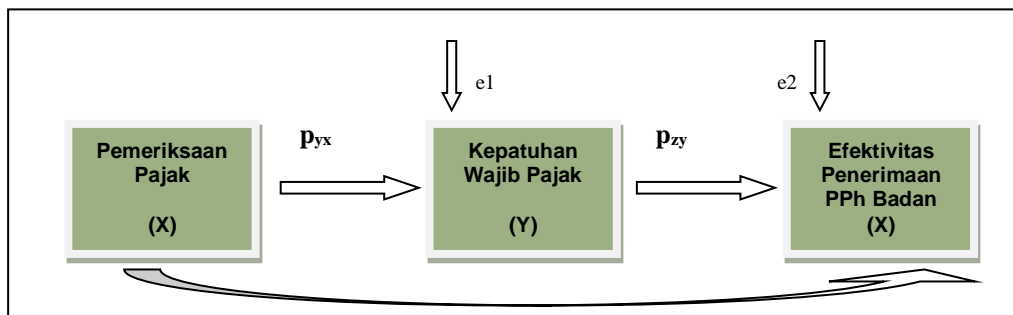 e1
e2
Pemeriksaan
Pajak
(X)
pyx
Kepatuhan
Wajib Pajak
(Y)
pzy
Efektivitas
Penerimaan
PPh Badan
(X)